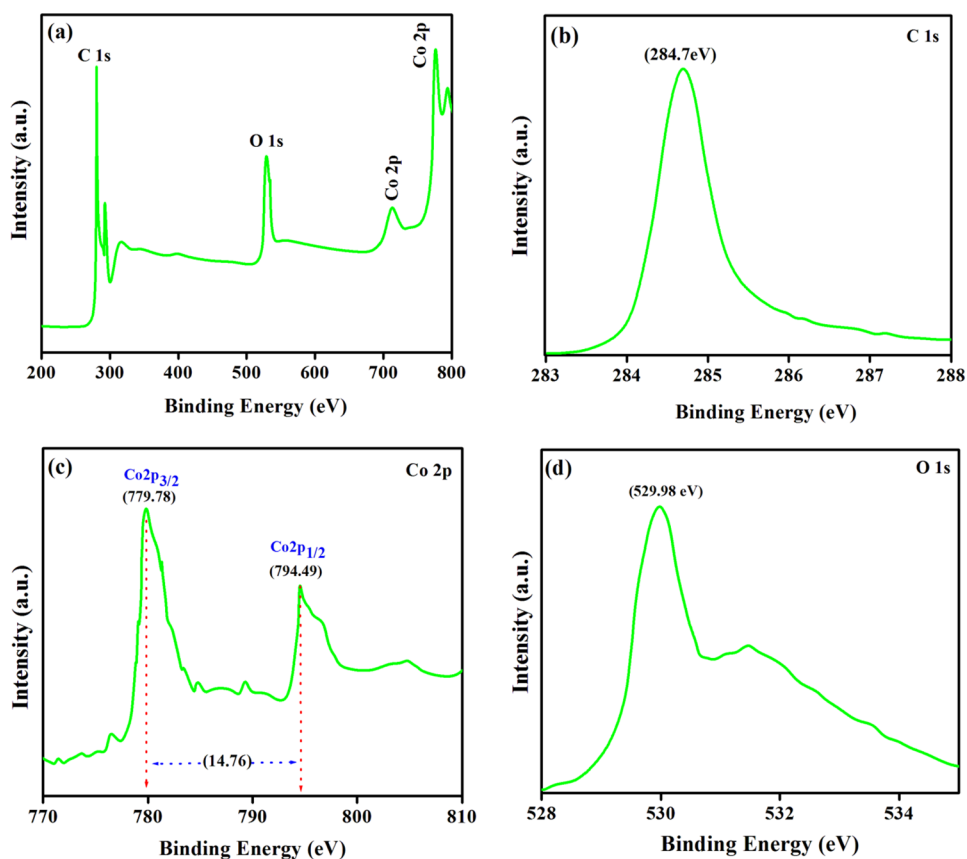 (a)
C 1s
O 1s
Co 2p
Co 2p
Intensity (a.u.)
200 300 400 500 600 700 800
Binding Energy (eV)
(b)
C 1s
(284.7eV)
Intensity (a.u.)
283 284 285 286 287 288
Binding Energy (eV)
(c)
Co 2p
Co2p3/2
(779.78)
Co2p1/2
(794.49)
(14.76)
Intensity (a.u.)
770 780 790 800 810
Binding Energy (eV)
(d)
O 1s
(529.98 eV)
Intensity (a.u.)
528 530 532 534
Binding Energy (eV)